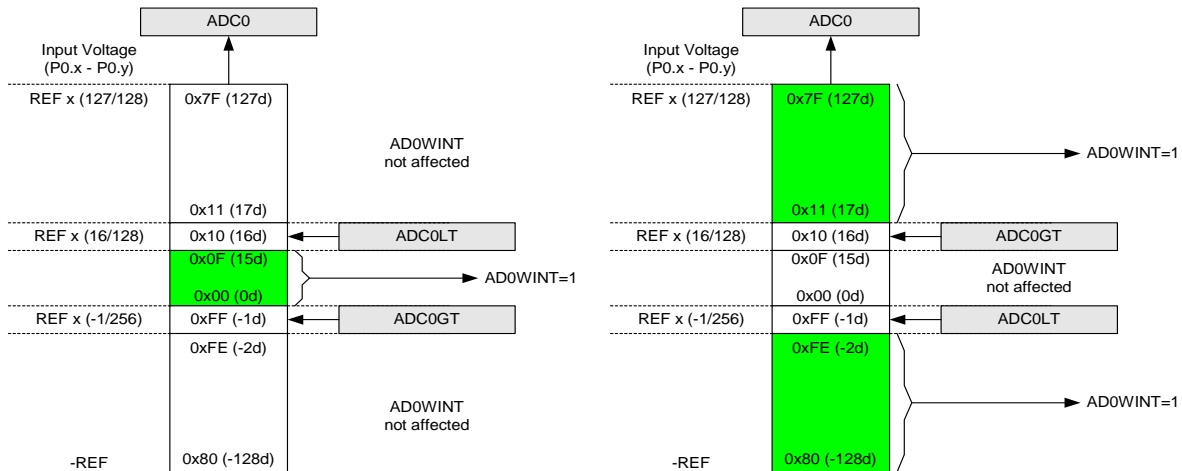 ADC0
Input Voltage
(P0.x - P0.y)
REF x (127/128)
0x7F (127d)
AD0WINT
not affected
0x11 (17d)
REF x (16/128)
0x10 (16d)
ADC0LT
0x0F (15d)
AD0WINT=1
0x00 (0d)
REF x (-1/256)
0xFF (-1d)
ADC0GT
0xFE (-2d)
AD0WINT
not affected
-REF
0x80 (-128d)
ADC0
Input Voltage
(P0.x - P0.y)
REF x (127/128)
0x7F (127d)
AD0WINT=1
0x11 (17d)
REF x (16/128)
0x10 (16d)
ADC0GT
0x0F (15d)
AD0WINT
not affected
0x00 (0d)
REF x (-1/256)
0xFF (-1d)
ADC0LT
0xFE (-2d)
AD0WINT=1
-REF
0x80 (-128d)